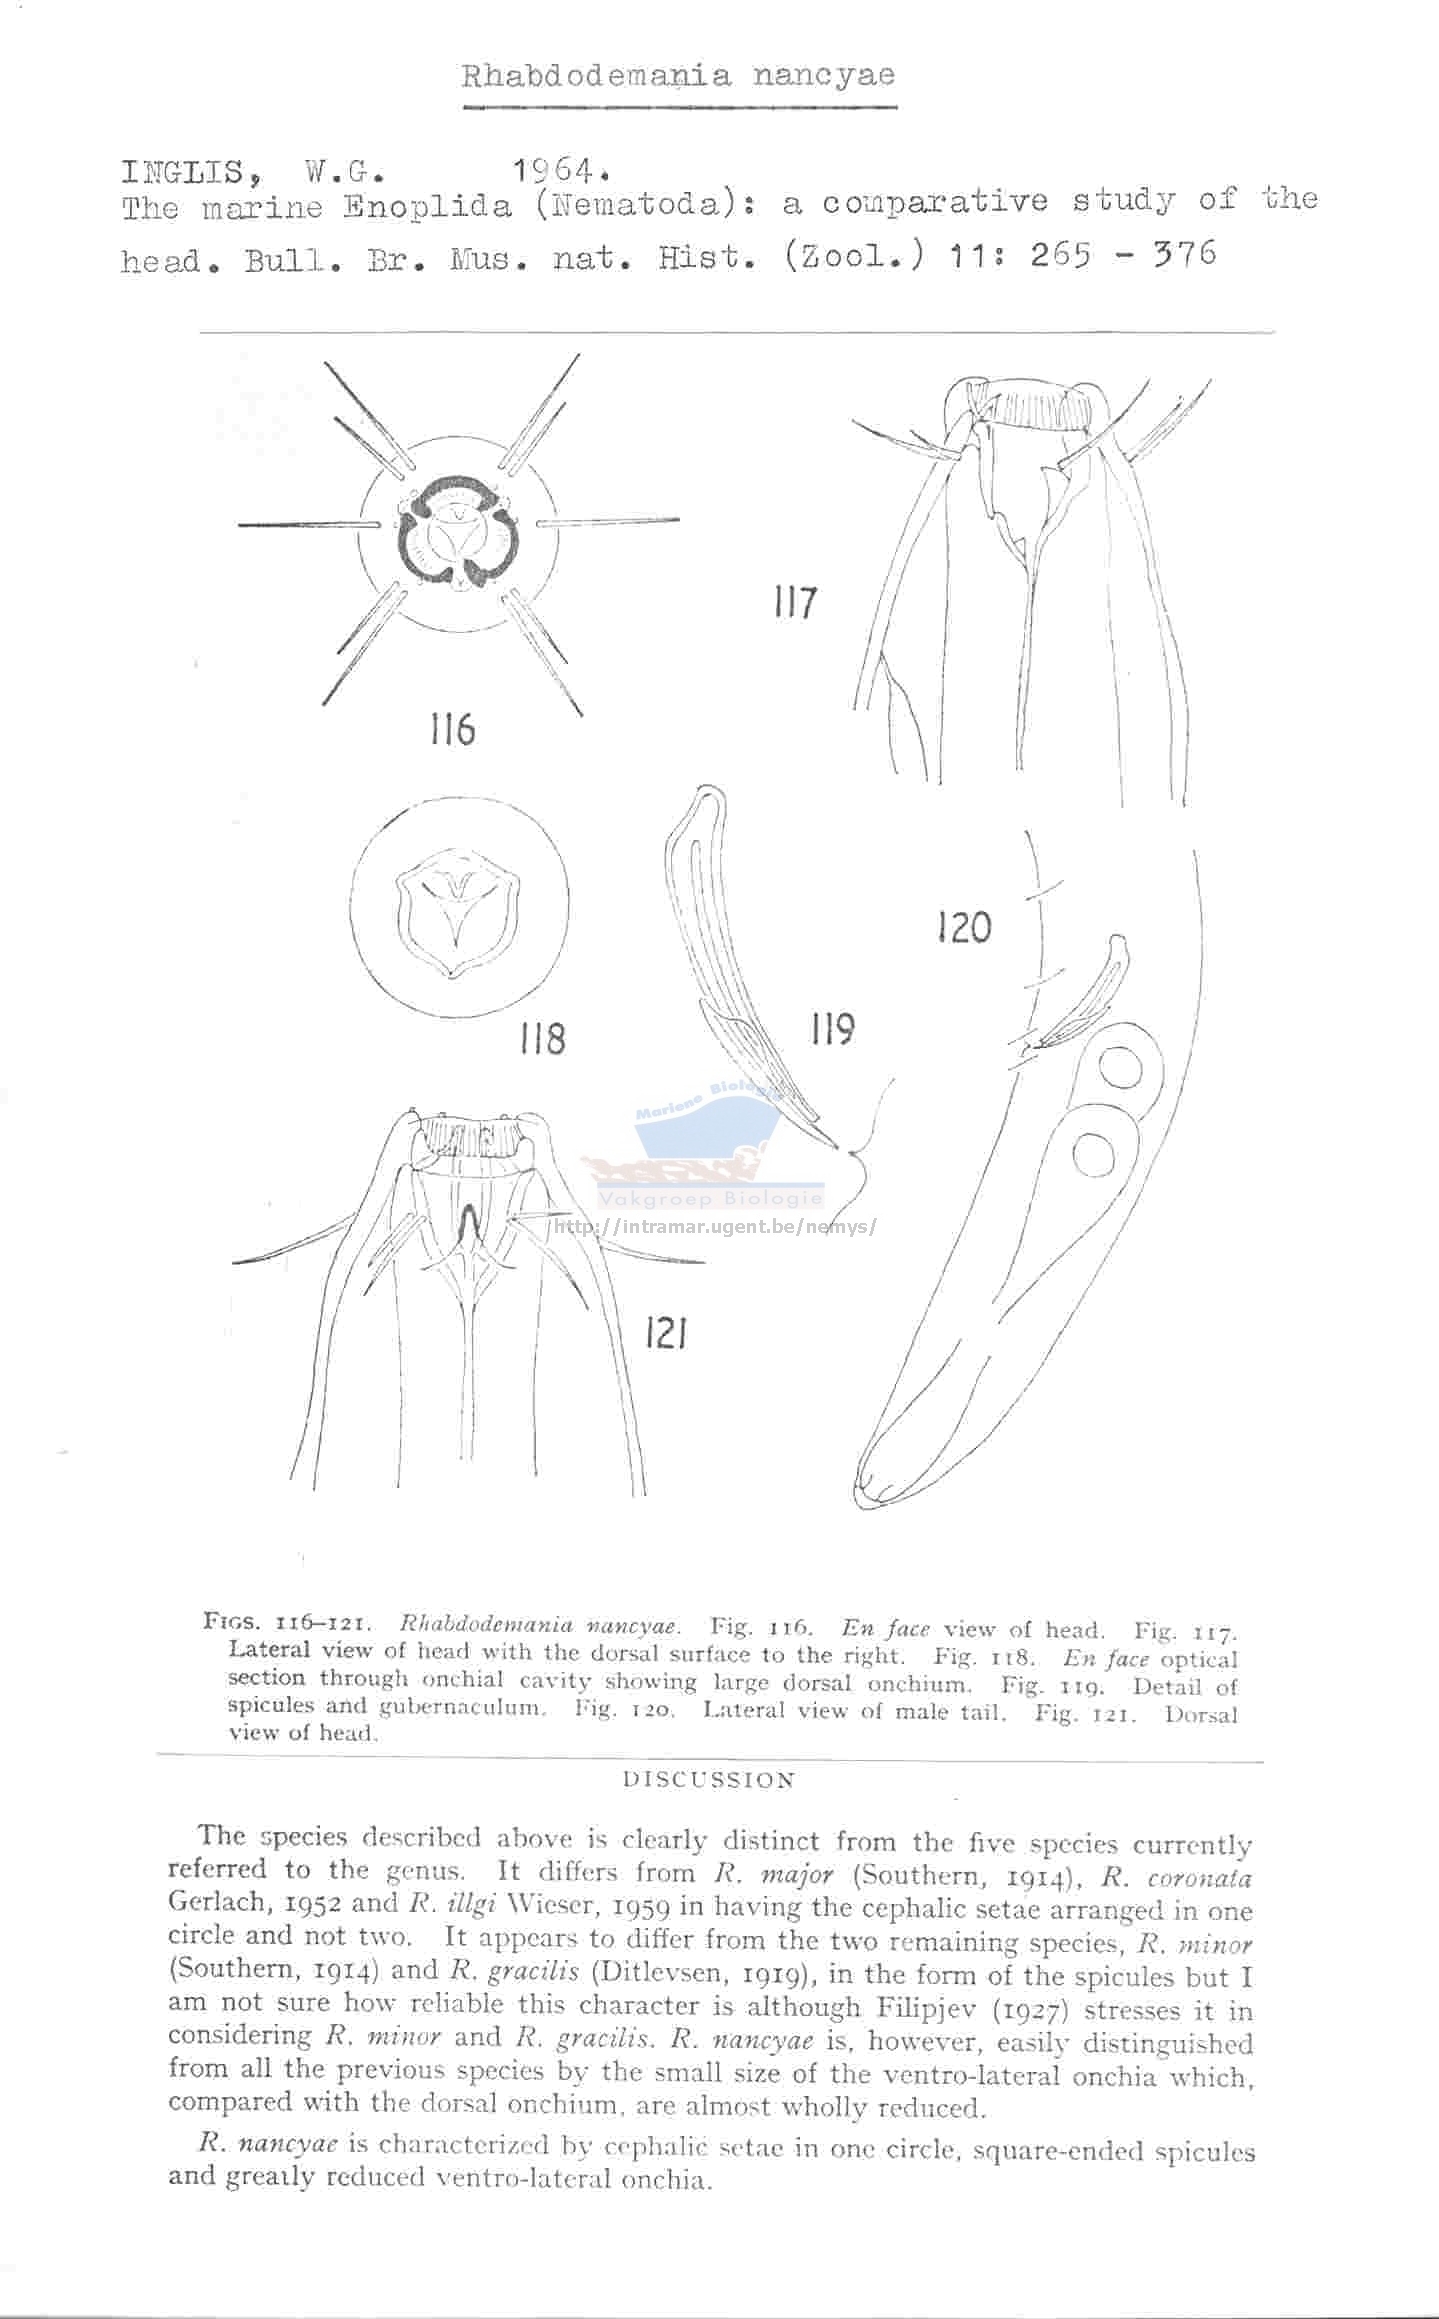 Rhabdodemania nancyae
INGLIS, W.G. 1964.
The marine Enoplida (Nematoda): a comparative study of the
head. Bull. Br. Mus. nat. Hist. (Zool.) 11: 265 - 376
116
117
118
119
120
121
Mariene Biologie
Vakgroep Biologie
http://intramar.ugent.be/nemys/
FIGS. 116–121. Rhabdodemania nancyae. Fig. 116. En face view of head. Fig. 117.
Lateral view of head with the dorsal surface to the right. Fig. 118. En face optical
section through onchial cavity showing large dorsal onchium. Fig. 119. Detail of
spicules and gubernaculum. Fig. 120. Lateral view of male tail. Fig. 121. Dorsal
view of head.
DISCUSSION
The species described above is clearly distinct from the five species currently
referred to the genus. It differs from R. major (Southern, 1914), R. coronata
Gerlach, 1952 and R. illgi Wieser, 1959 in having the cephalic setae arranged in one
circle and not two. It appears to differ from the two remaining species, R. minor
(Southern, 1914) and R. gracilis (Ditlevsen, 1919), in the form of the spicules but I
am not sure how reliable this character is although Filipjev (1927) stresses it in
considering R. minor and R. gracilis. R. nancyae is, however, easily distinguished
from all the previous species by the small size of the ventro-lateral onchia which,
compared with the dorsal onchium, are almost wholly reduced.
R. nancyae is characterized by cephalic setae in one circle, square-ended spicules
and greatly reduced ventro-lateral onchia.